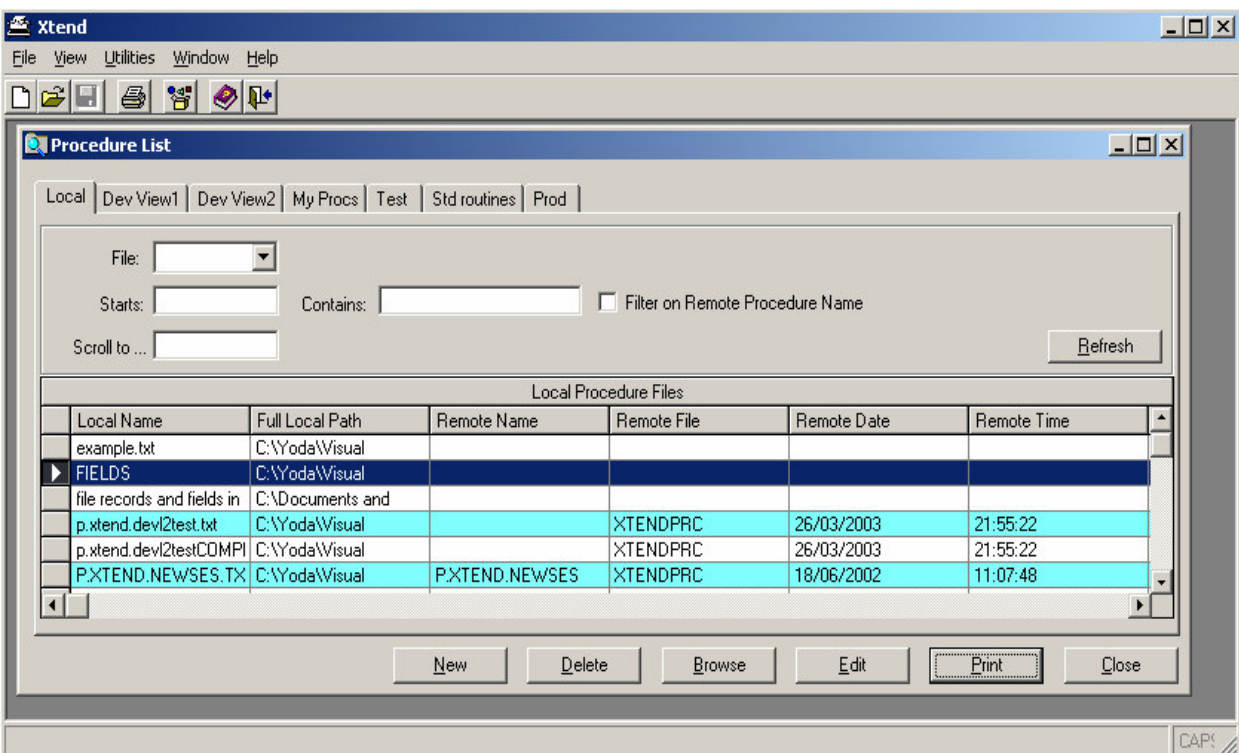 Xtend
File View Utilities Window Help
Procedure List
Local Dev View1 Dev View2 My Procs Test Std routines Prod
File:
Starts: Contains: Filter on Remote Procedure Name
Scroll to ... Refresh
Local Procedure Files
Local Name Full Local Path Remote Name Remote File Remote Date Remote Time
example.txt C:\Yoda\Visual
FIELDS C:\Yoda\Visual
file records and fields in C:\Documents and
p.xtend.devl2test.txt C:\Yoda\Visual XTENDPRC 26/03/2003 21:55:22
p.xtend.devl2testCOMPI C:\Yoda\Visual XTENDPRC 26/03/2003 21:55:22
P.XTEND.NEWSES.TX C:\Yoda\Visual P.XTEND.NEWSES XTENDPRC 18/06/2002 11:07:48
New Delete Browse Edit Print Close
CAPS